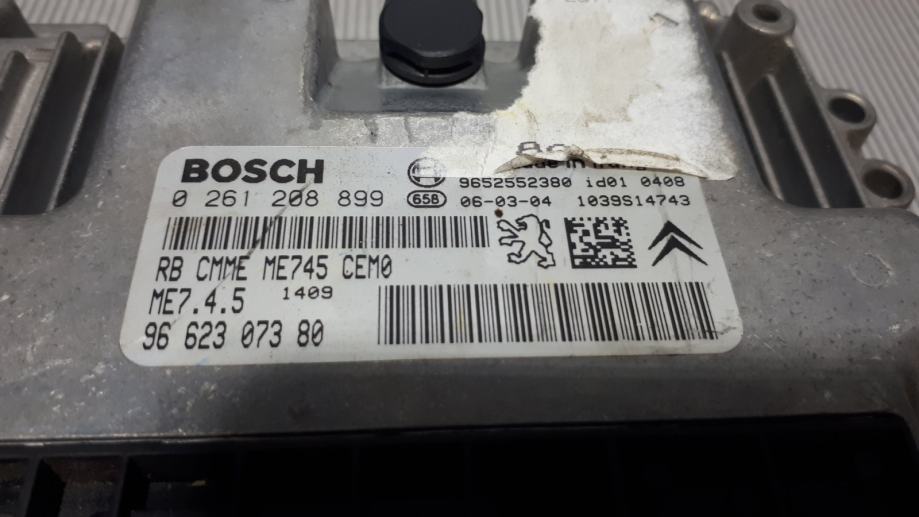 BOSCH
0 261 208 899
9652552380 id01 0408
658 06-03-04 1039S14743
RB CMME ME745 CEM0
ME7.4.5 1409
96 623 073 80